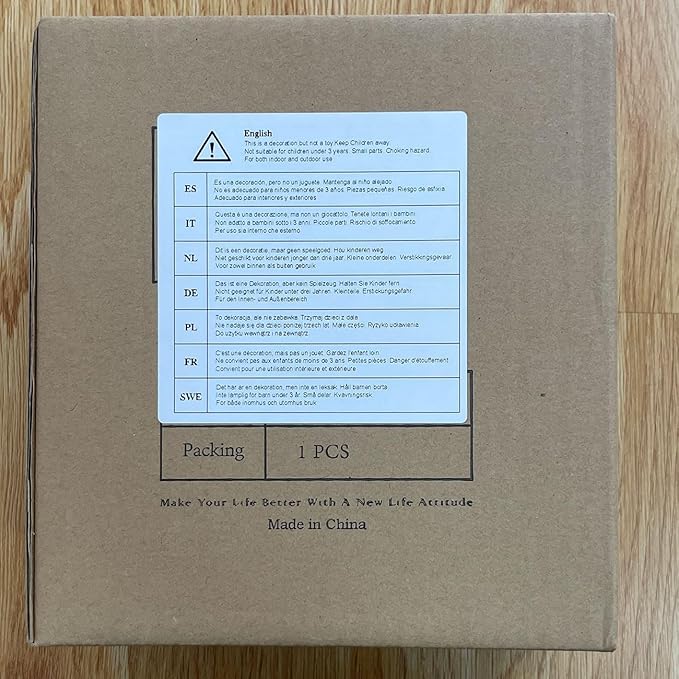 English
This is a decoration but not a toy Keep Children away.
Not suitable for children under 3 years. Small parts. Choking hazard.
For both indoor and outdoor use
ES
Es una decoración, pero no un juguete. Mantenga al niño alejado
No es adecuado para niños menores de 3 años. Piezas pequeñas. Riesgo de esfixia.
Adecuado para interiores y exteriores
IT
Questa è una decorazione, ma non un giocattolo. Tenete lontani i bambini
Non adatto a bambini sotto i 3 anni. Piccole parti. Rischio di soffocamento
Per uso sia interno che esterno
NL
Dit is een decoratie, maar geen speelgoed. Hou kinderen weg
Niet geschikt voor kinderen jonger dan drie jaar. Kleine onderdelen. Verstikkingsgevaar
Voor zowel binnen als buiten gebruik
DE
Das ist eine Dekoration, aber kein Spielzeug. Halten Sie Kinder fern
Nicht geeignet für Kinder unter drei Jahren. Kleinteile. Erstickungsgefahr
Für den Innen- und Außenbereich
PL
To dekoracja, ale nie zabawka. Trzymaj dzieci z dala
Nie nadaje się dla dzieci poniżej trzech lat. Małe części. Ryzyko udławienia
Do użytku wewnątrz i na zewnątrz
FR
C'est une décoration, mais pas un jouet. Gardez l'enfant loin
Ne convient pas aux enfants de moins de 3 ans. Petites pièces. Danger d'étouffement
Convient pour une utilisation intérieure et extérieure
SWE
Det här är en dekoration, men inte en leksak. Håll barnen borta
Inte lämplig för barn under 3 år. Små delar. Kvävningsrisk
För både inomhus och utomhus bruk
Packing 1 PCS
Make Your Life Better With A New Life Attitude
Made in China